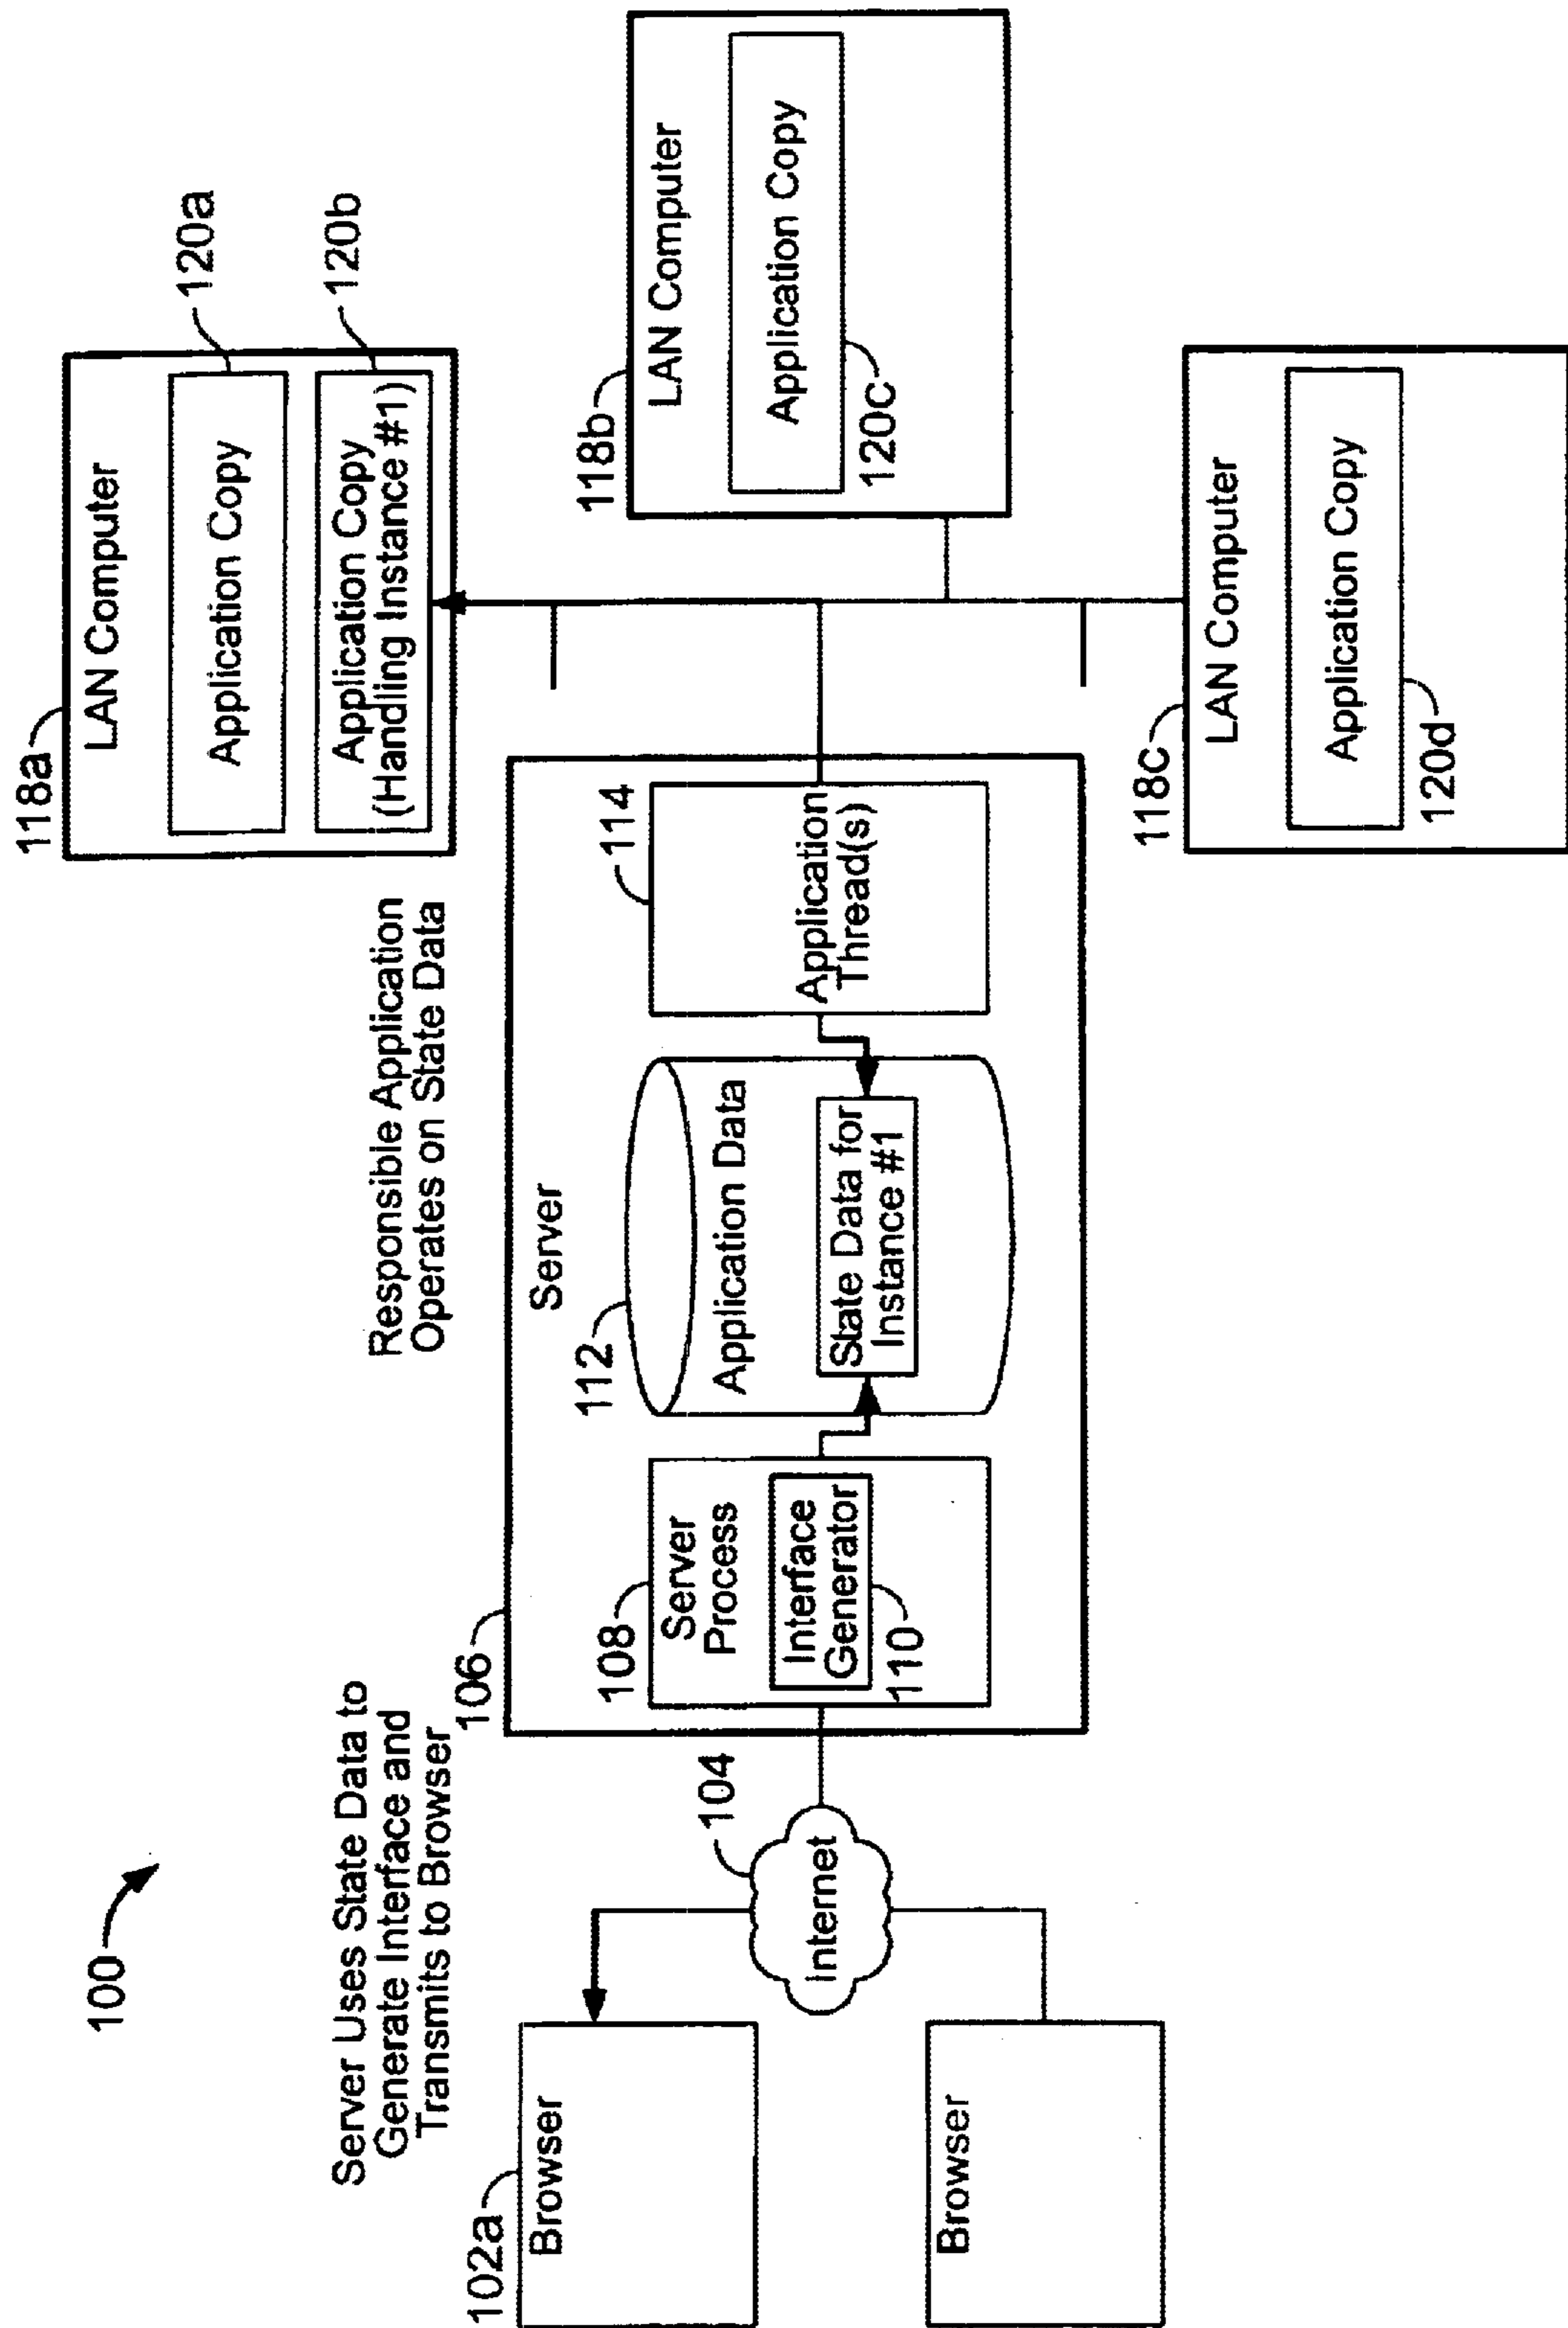 100
Server Uses State Data to
Generate Interface and
Transmits to Browser
Responsible Application
Operates on State Data
102a
Browser
Browser
104
Internet
106
Server
108
Server
Process
Interface
Generator
110
112
Application Data
State Data for
Instance #1
114
Application
Thread(s)
118a
LAN Computer
Application Copy
120a
Application Copy
(Handling Instance #1)
120b
118b
LAN Computer
Application Copy
120c
118c
LAN Computer
Application Copy
120d